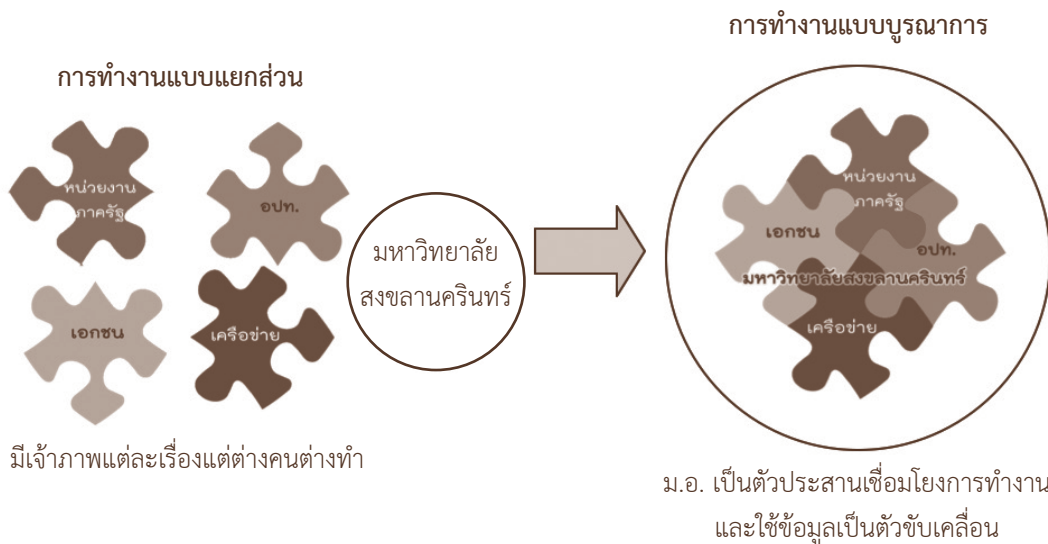 การทำงานแบบแยกส่วน
หน่วยงาน
ภาครัฐ
อปท.
เอกชน
เครือข่าย
มีเจ้าภาพแต่ละเรื่องแต่ต่างคนต่างทำ
มหาวิทยาลัย
สงขลานครินทร์
การทำงานแบบบูรณาการ
หน่วยงาน
ภาครัฐ
เอกชน
อปท.
มหาวิทยาลัยสงขลานครินทร์
เครือข่าย
ม.อ. เป็นตัวประสานเชื่อมโยงการทำงาน
และใช้ข้อมูลเป็นตัวขับเคลื่อน